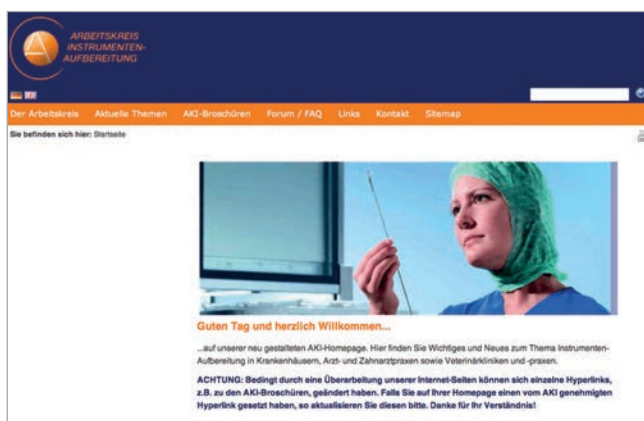 ARBEITSKREIS
INSTRUMENTEN-
AUFBEREITUNG
Der Arbeitskreis Aktuelle Themen AKI-Broschüren Forum / FAQ Links Kontakt Sitemap
Sie befinden sich hier: Startseite
Guten Tag und herzlich Willkommen...
...auf unserer neu gestalteten AKI-Homepage. Hier finden Sie Wichtiges und Neues zum Thema Instrumenten-
Aufbereitung in Krankenhäusern, Arzt- und Zahnarztpraxen sowie Veterinärkliniken und -praxen.
ACHTUNG: Bedingt durch eine Überarbeitung unserer Internet-Seiten können sich einzelne Hyperlinks,
z.B. zu den AKI-Broschüren, geändert haben. Falls Sie auf Ihrer Homepage einen vom AKI genehmigten
Hyperlink gesetzt haben, so aktualisieren Sie diesen bitte. Danke für Ihr Verständnis!